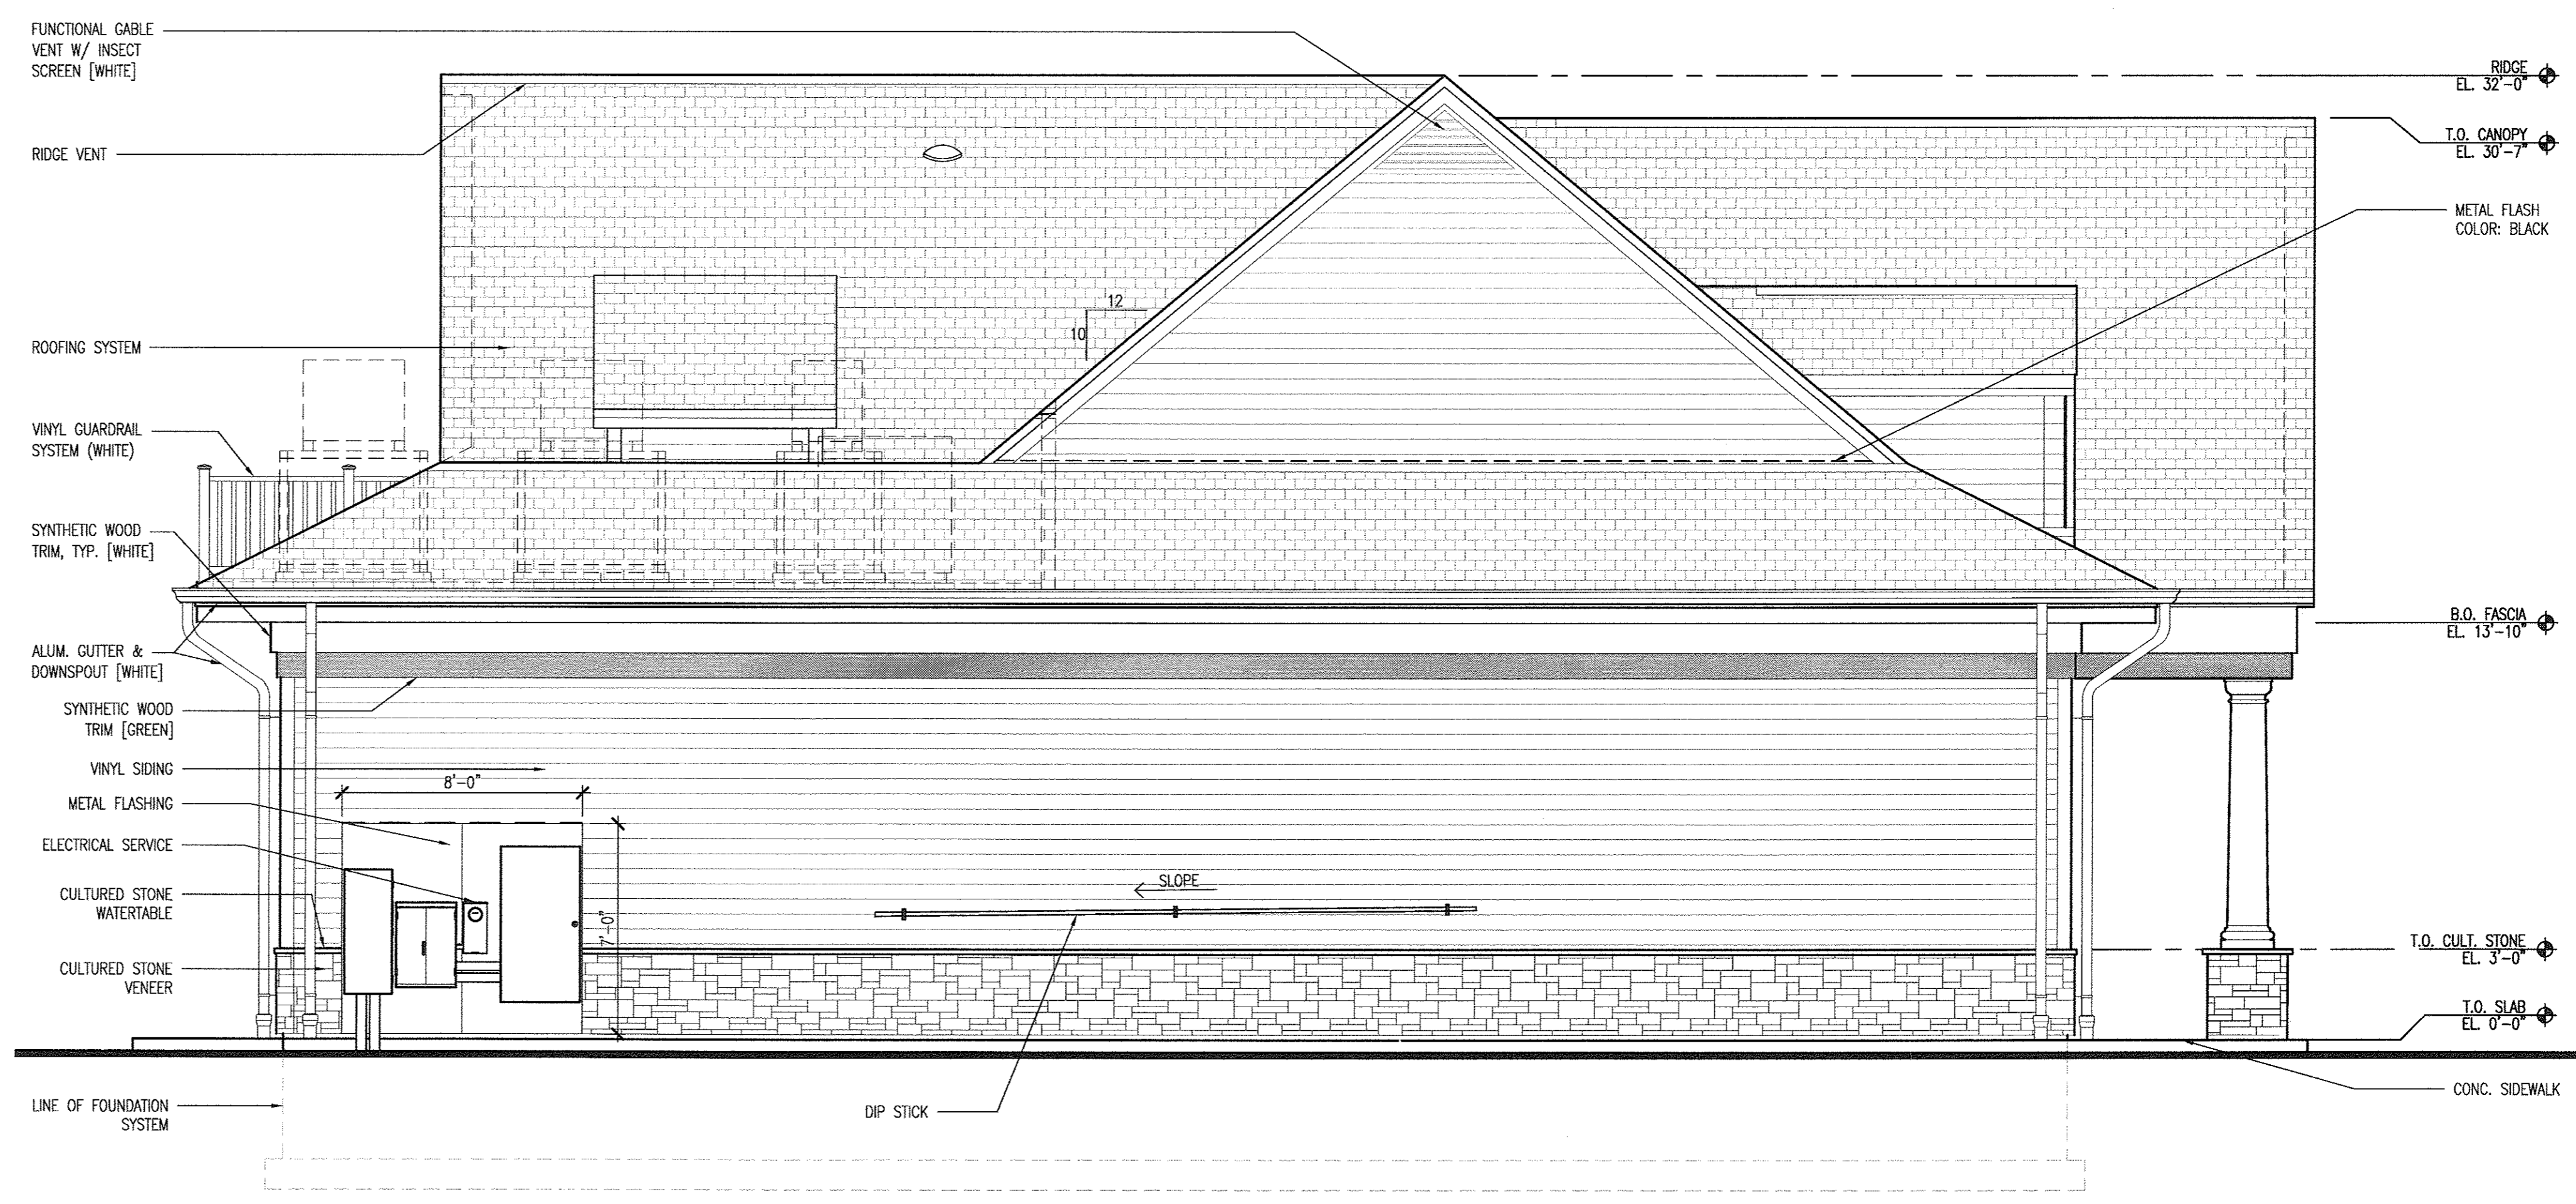 FUNCTIONAL GABLE
VENT W/ INSECT
SCREEN [WHITE]
RIDGE
EL. 32'-0"
T.O. CANOPY
EL. 30'-7"
RIDGE VENT
METAL FLASH
COLOR: BLACK
12
10
ROOFING SYSTEM
VINYL GUARDRAIL
SYSTEM (WHITE)
SYNTHETIC WOOD
TRIM, TYP. [WHITE]
B.O. FASCIA
EL. 13'-10"
ALUM. GUTTER &
DOWNSPOUT [WHITE]
SYNTHETIC WOOD
TRIM [GREEN]
VINYL SIDING
8'-0"
METAL FLASHING
ELECTRICAL SERVICE
SLOPE
CULTURED STONE
WATERTABLE
7'-0"
T.O. CULT. STONE
EL. 3'-0"
CULTURED STONE
VENEER
T.O. SLAB
EL. 0'-0"
CONC. SIDEWALK
LINE OF FOUNDATION
SYSTEM
DIP STICK